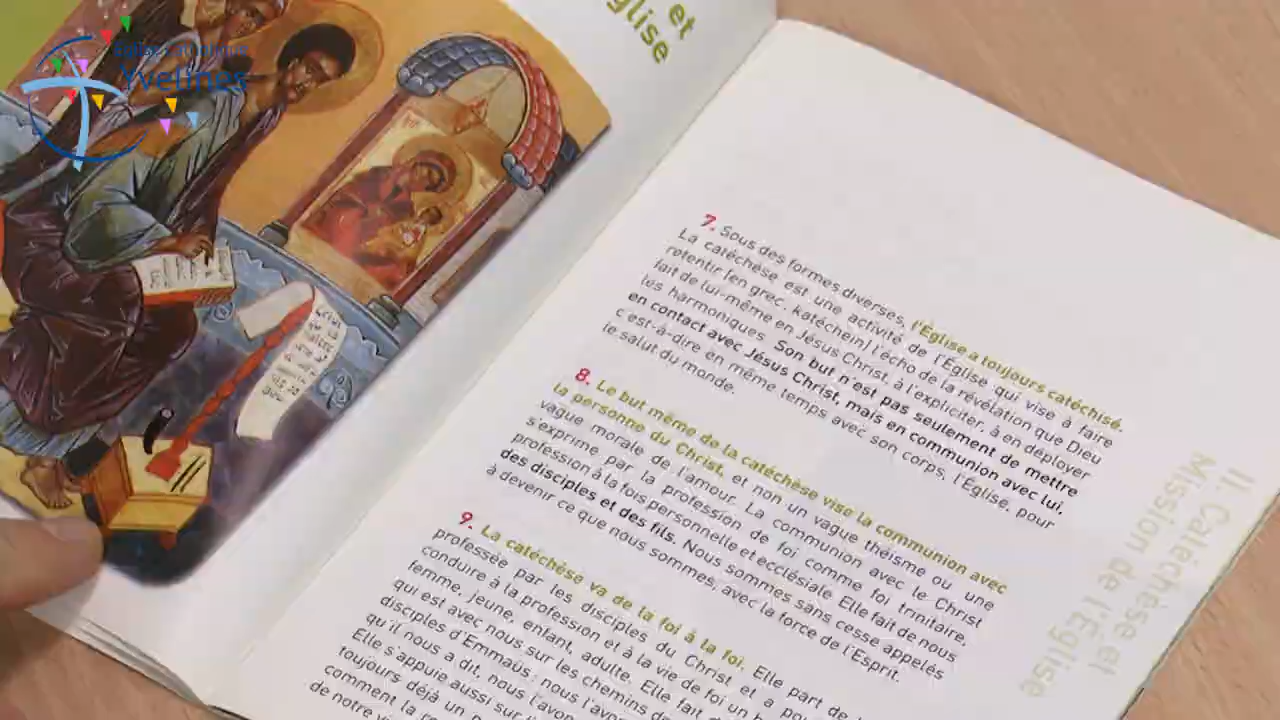 Église catholique
Yvelines
et
glise
7. Sous des formes diverses, l'Église a toujours catéchisé.
La catéchèse est une activité de l'Église qui vise à faire
retentir (en grec, katéchein) l'écho de la révélation que Dieu
fait de lui-même en Jésus Christ, à l'expliciter, à en déployer
les harmoniques. Son but n'est pas seulement de mettre
en contact avec Jésus Christ, mais en communion avec lui,
c'est-à-dire en même temps avec son corps, l'Église, pour
le salut du monde.
8. Le but même de la catéchèse vise la communion avec
la personne du Christ, et non un vague théisme ou une
vague morale de l'amour. La communion avec le Christ
s'exprime par la profession de foi comme foi trinitaire,
profession à la fois personnelle et ecclésiale. Elle fait de nous
des disciples et des fils. Nous sommes sans cesse appelés
à devenir ce que nous sommes, avec la force de l'Esprit.
9. La catéchèse va de la foi à la foi. Elle part de
professée par les disciples du Christ et a pou
conduire à la profession et à la vie de foi un h
femme, jeune, enfant, adulte. Elle fait
qui est avec nous sur les chemins de
disciples d'Emmaüs : nous l'avo
qu'il nous a dit, nous l'avon
Elle s'appuie aussi sur l
toujours déjà un
comment la re
de notre vi
II. Catéchèse et
Mission de l'Église